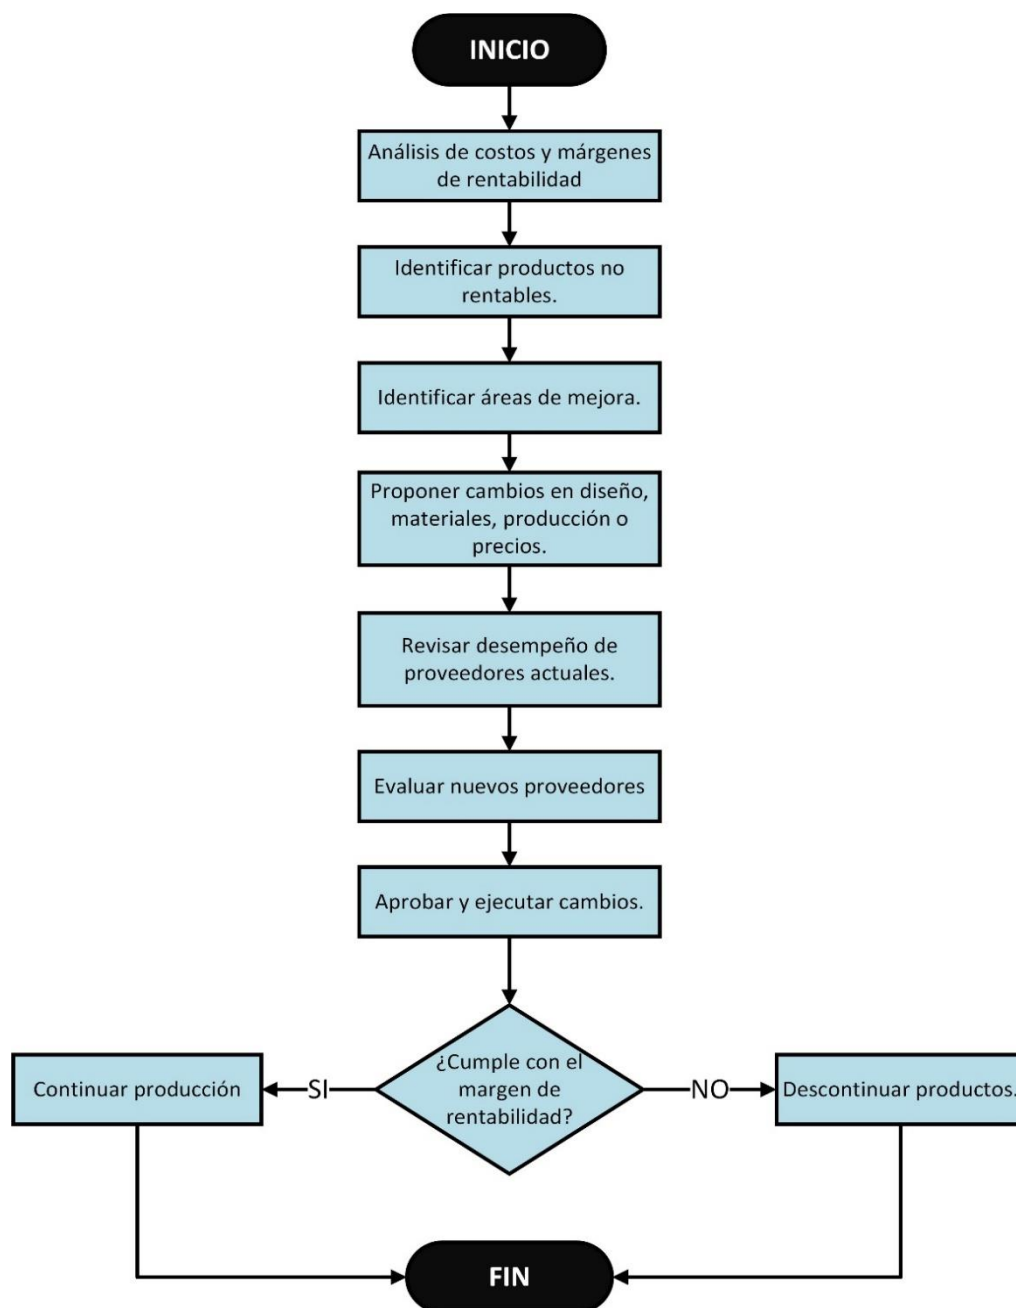 INICIO
Análisis de costos y márgenes
de rentabilidad
Identificar productos no
rentables.
Identificar áreas de mejora.
Proponer cambios en diseño,
materiales, producción o
precios.
Revisar desempeño de
proveedores actuales.
Evaluar nuevos proveedores
Aprobar y ejecutar cambios.
¿Cumple con el
margen de
rentabilidad?
SI
Continuar producción
NO
Descontinuar productos.
FIN